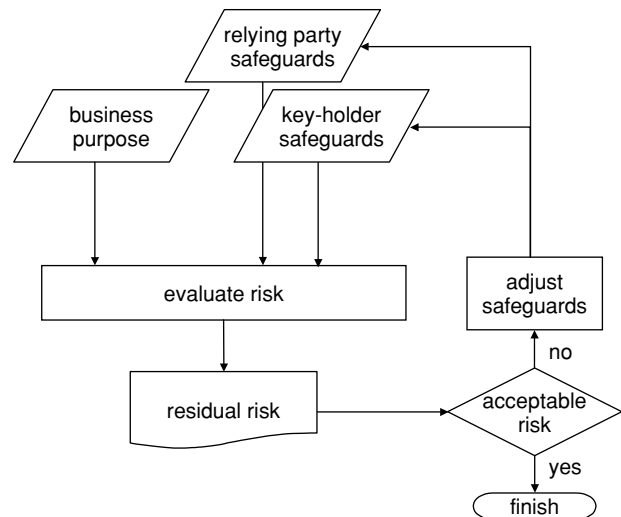 relying party
safeguards
business
purpose
key-holder
safeguards
evaluate risk
adjust
safeguards
no
residual risk
acceptable
risk
yes
finish